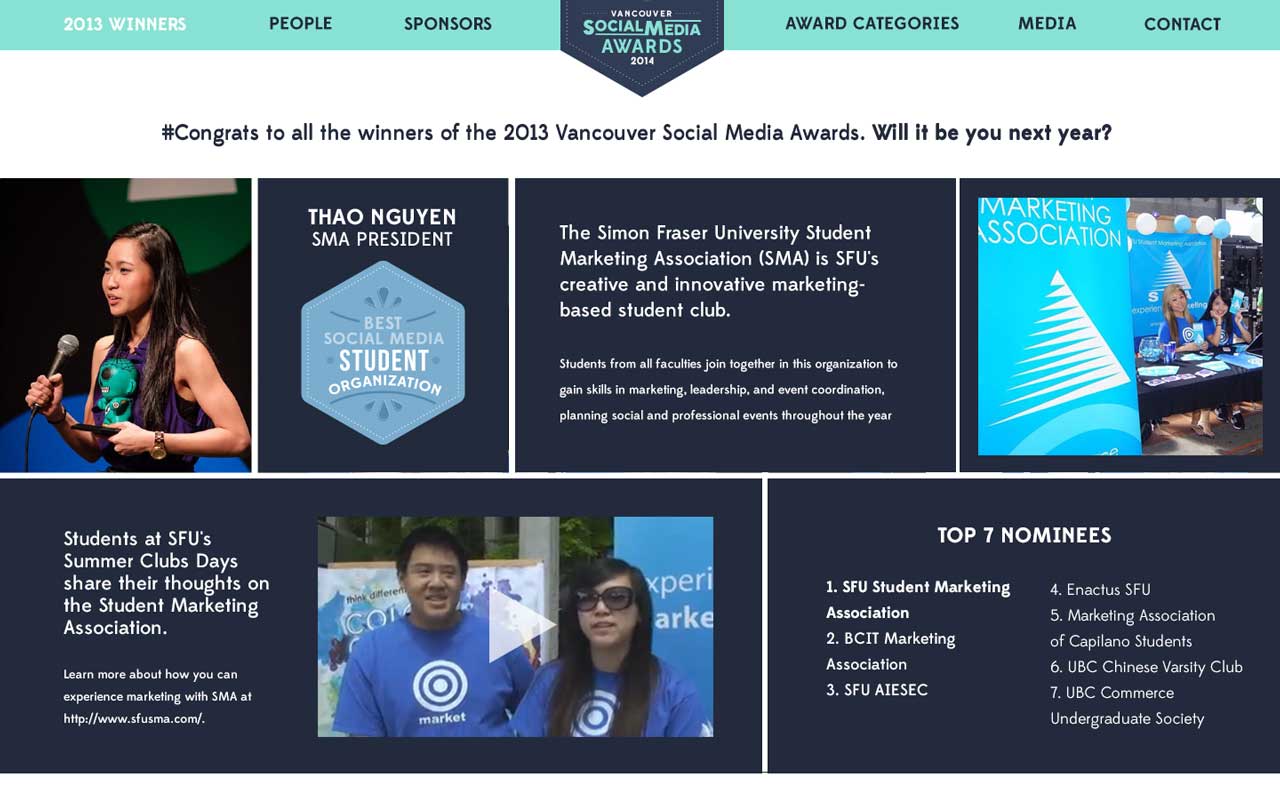 2013 WINNERS
PEOPLE
SPONSORS
VANCOUVER
SOCIALMEDIA
AWARDS
2014
AWARD CATEGORIES
MEDIA
CONTACT
#Congrats to all the winners of the 2013 Vancouver Social Media Awards. Will it be you next year?
THAO NGUYEN
SMA PRESIDENT
BEST
SOCIAL MEDIA
STUDENT
ORGANIZATION
The Simon Fraser University Student
Marketing Association (SMA) is SFU's
creative and innovative marketing-
based student club.
Students from all faculties join together in this organization to
gain skills in marketing, leadership, and event coordination,
planning social and professional events throughout the year
MARKETING
ASSOCIATION
Student Marketing Association
Students at SFU's
Summer Clubs Days
share their thoughts on
the Student Marketing
Association.
Learn more about how you can
experience marketing with SMA at
http://www.sfusma.com/.
think different
experi
arke
market
TOP 7 NOMINEES
1. SFU Student Marketing
Association
2. BCIT Marketing
Association
3. SFU AIESEC
4. Enactus SFU
5. Marketing Association
of Capilano Students
6. UBC Chinese Varsity Club
7. UBC Commerce
Undergraduate Society